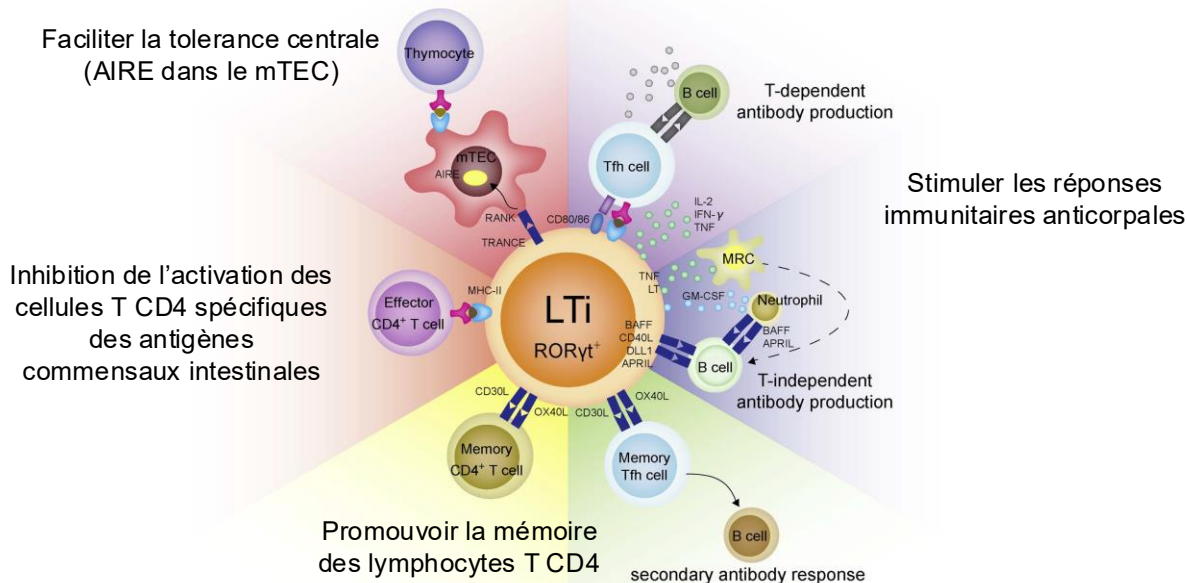 Faciliter la tolerance centrale
(AIRE dans le mTEC)
Thymocyte
mTEC
AIRE
RANK
TRANCE
B cell
T-dependent
antibody production
Tfh cell
CD80/86
IL-2
IFN-γ
TNF
Stimuler les réponses
immunitaires anticorpales
MRC
TNF
LT
GM-CSF
Neutrophil
BAFF
APRIL
BAFF
CD40L
DLL1
APRIL
B cell
T-independent
antibody production
Inhibition de l’activation des
cellules T CD4 spécifiques
des antigènes
commensaux intestinales
Effector
CD4⁺ T cell
MHC-II
LTi
RORγt⁺
CD30L
OX40L
CD30L
OX40L
Memory
CD4⁺ T cell
Memory
Tfh cell
Promouvoir la mémoire
des lymphocytes T CD4
B cell
secondary antibody response